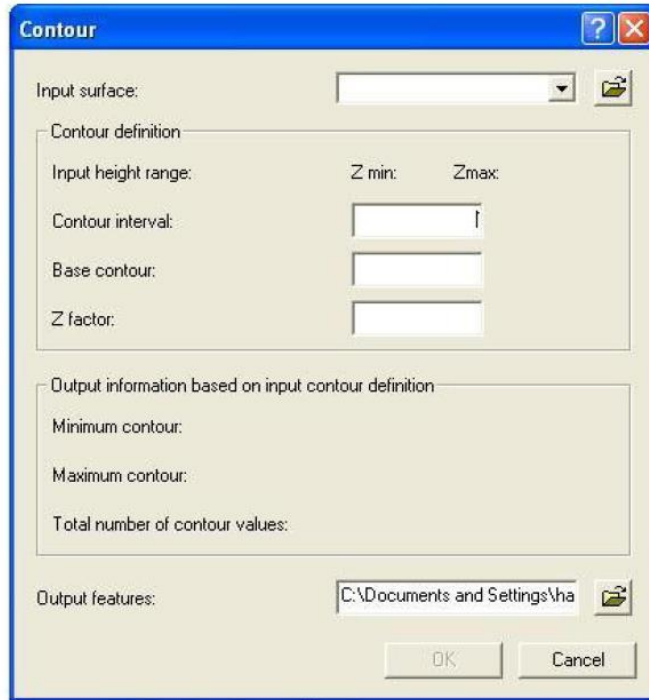 Contour
Input surface:
Contour definition
Input height range: Z min: Zmax:
Contour interval:
Base contour:
Z factor:
Output information based on input contour definition
Minimum contour:
Maximum contour:
Total number of contour values:
Output features: C:\Documents and Settings\ha
OK Cancel